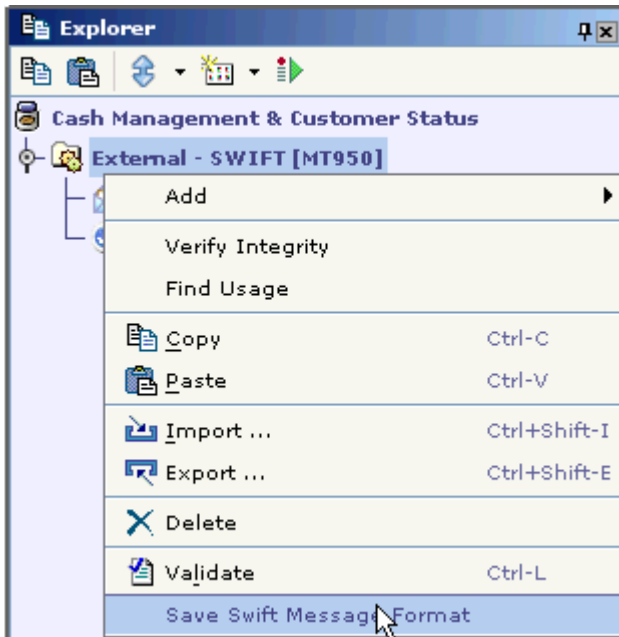 Explorer
Cash Management & Customer Status
External - SWIFT [MT950]
Add
Verify Integrity
Find Usage
Copy Ctrl-C
Paste Ctrl-V
Import ... Ctrl+Shift-I
Export ... Ctrl+Shift-E
Delete
Validate Ctrl-L
Save Swift Message Format